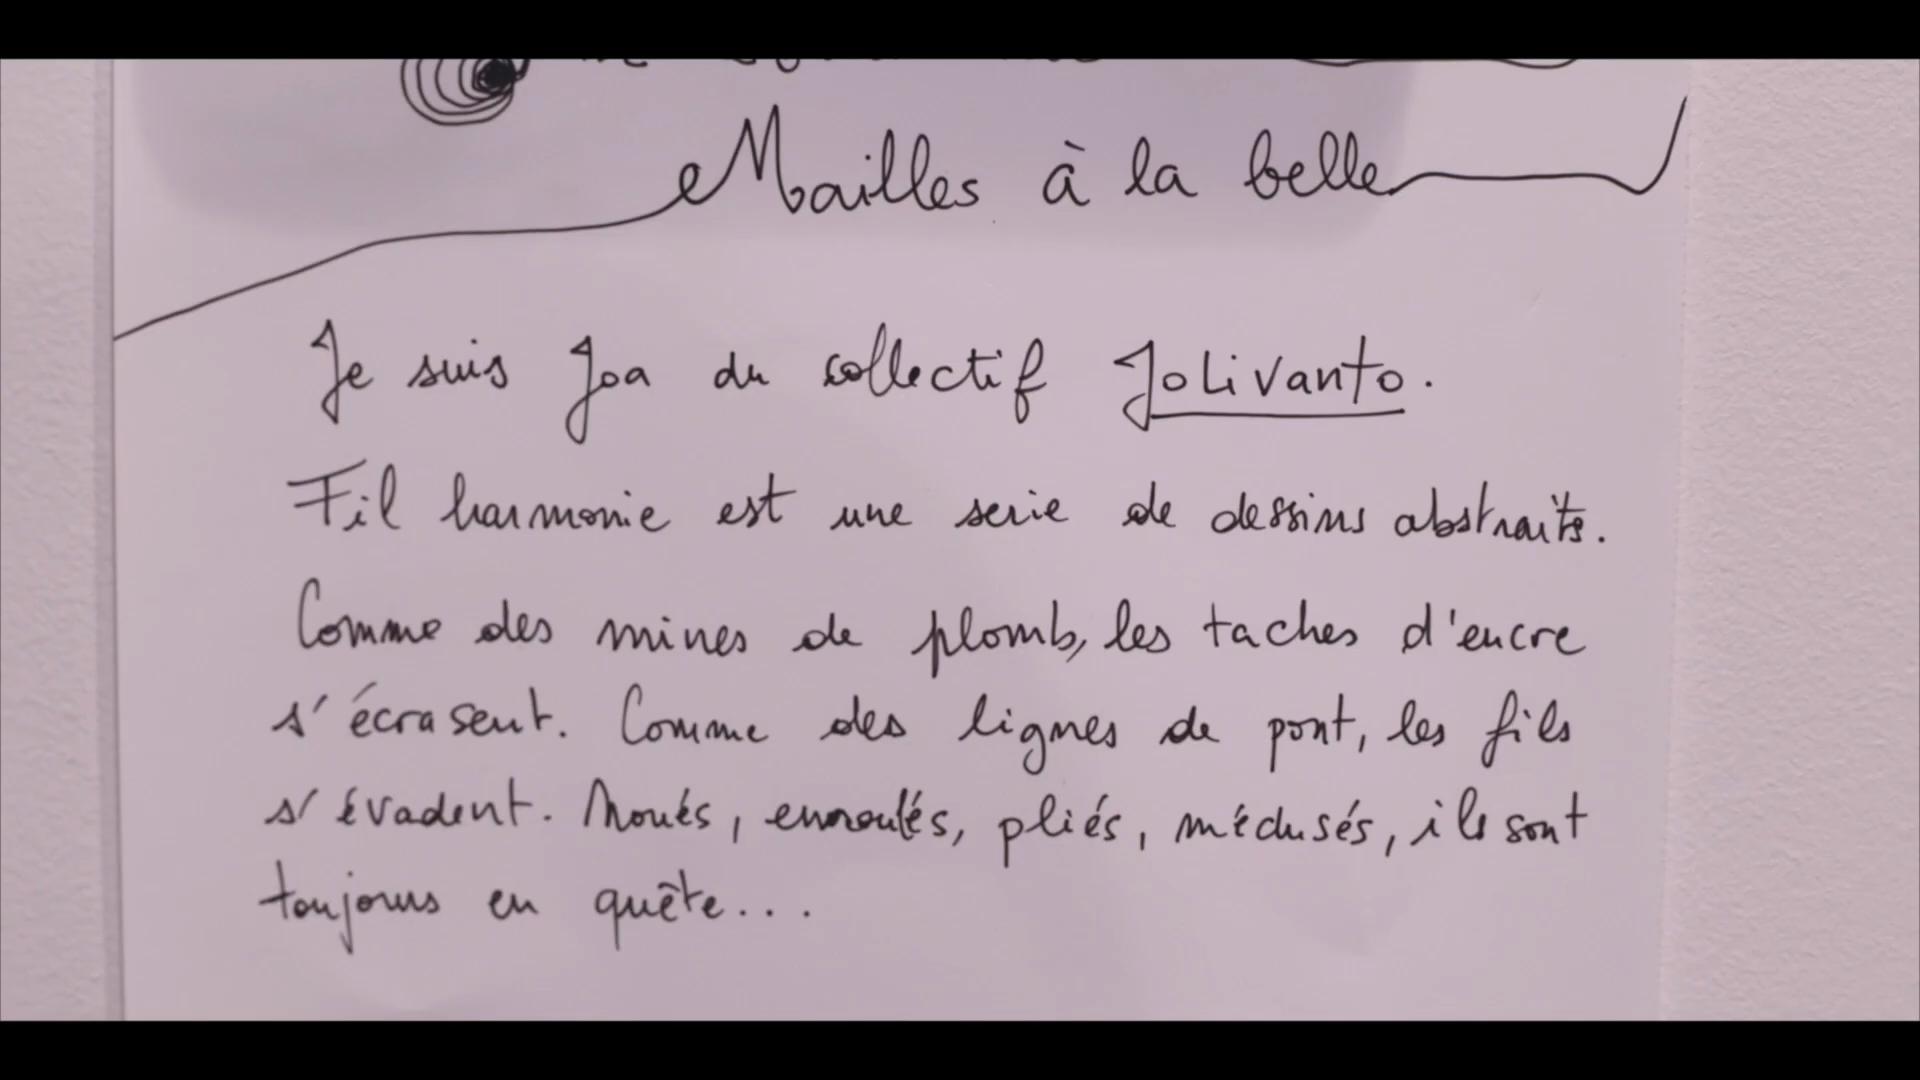 Mailles à la belle
Je suis Joa du collectif Jolivanto.
Fil harmonie est une serie de dessins abstraits.
Comme des mines de plomb, les taches d'encre
s'écrasent. Comme des lignes de pont, les fils
s'évadent. Noués, enroulés, pliés, médusés, ils sont
toujours en quête...